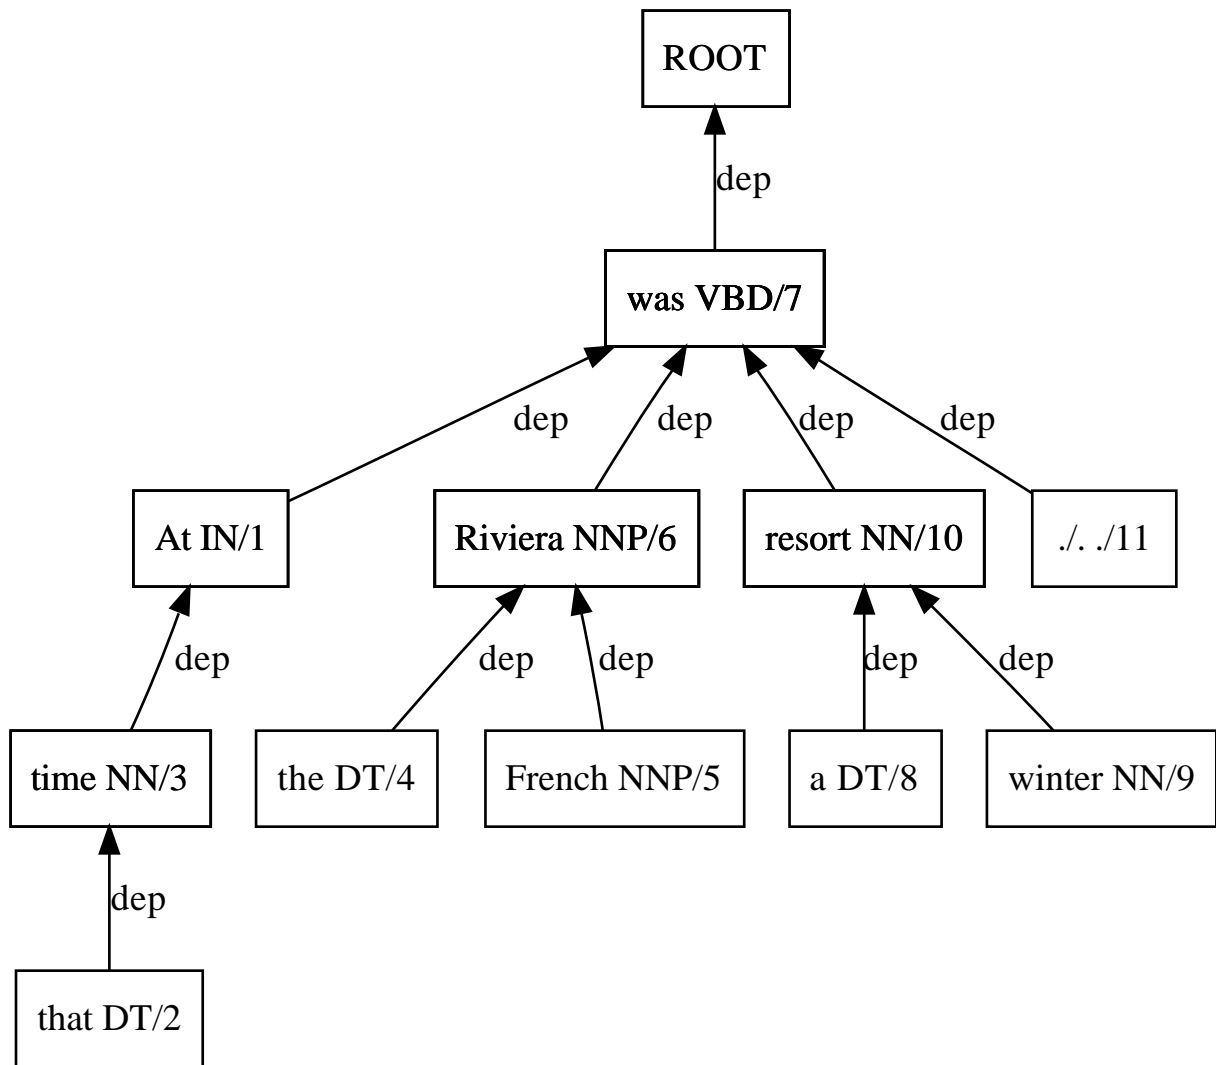 ROOT
dep
was VBD/7
dep dep dep dep
At IN/1 Riviera NNP/6 resort NN/10 ./. ./11
dep dep dep dep dep
time NN/3 the DT/4 French NNP/5 a DT/8 winter NN/9
dep
that DT/2